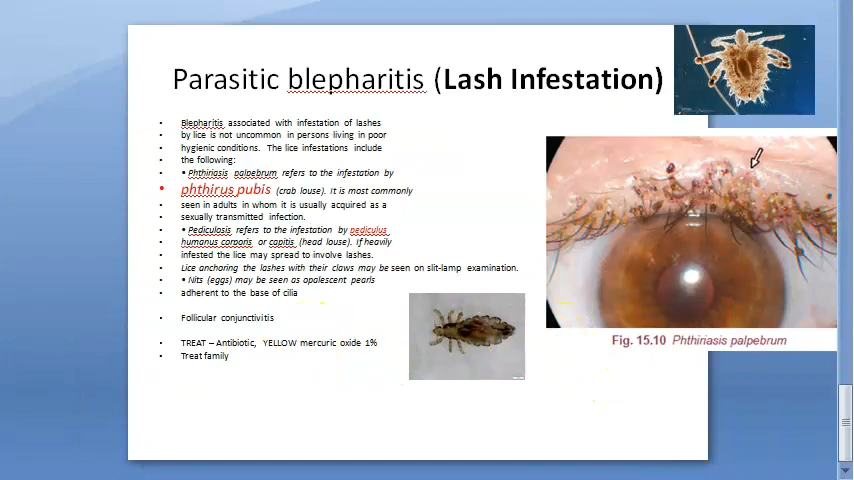 Parasitic blepharitis (Lash Infestation)
• Blepharitis associated with infestation of lashes
• by lice is not uncommon in persons living in poor
• hygienic conditions. The lice infestations include
• the following:
• • Phthiriasis palpebrum refers to the infestation by
• phthirus pubis (crab louse). It is most commonly
• seen in adults in whom it is usually acquired as a
• sexually transmitted infection.
• • Pediculosis refers to the infestation by pediculus
• humanus corporis or capitis (head louse). If heavily
• infested the lice may spread to involve lashes.
• Lice anchoring the lashes with their claws may be seen on slit-lamp examination.
• • Nits (eggs) may be seen as opalescent pearls
• adherent to the base of cilia
• Follicular conjunctivitis
• TREAT – Antibiotic, YELLOW mercuric oxide 1%
• Treat family
Fig. 15.10 Phthiriasis palpebrum